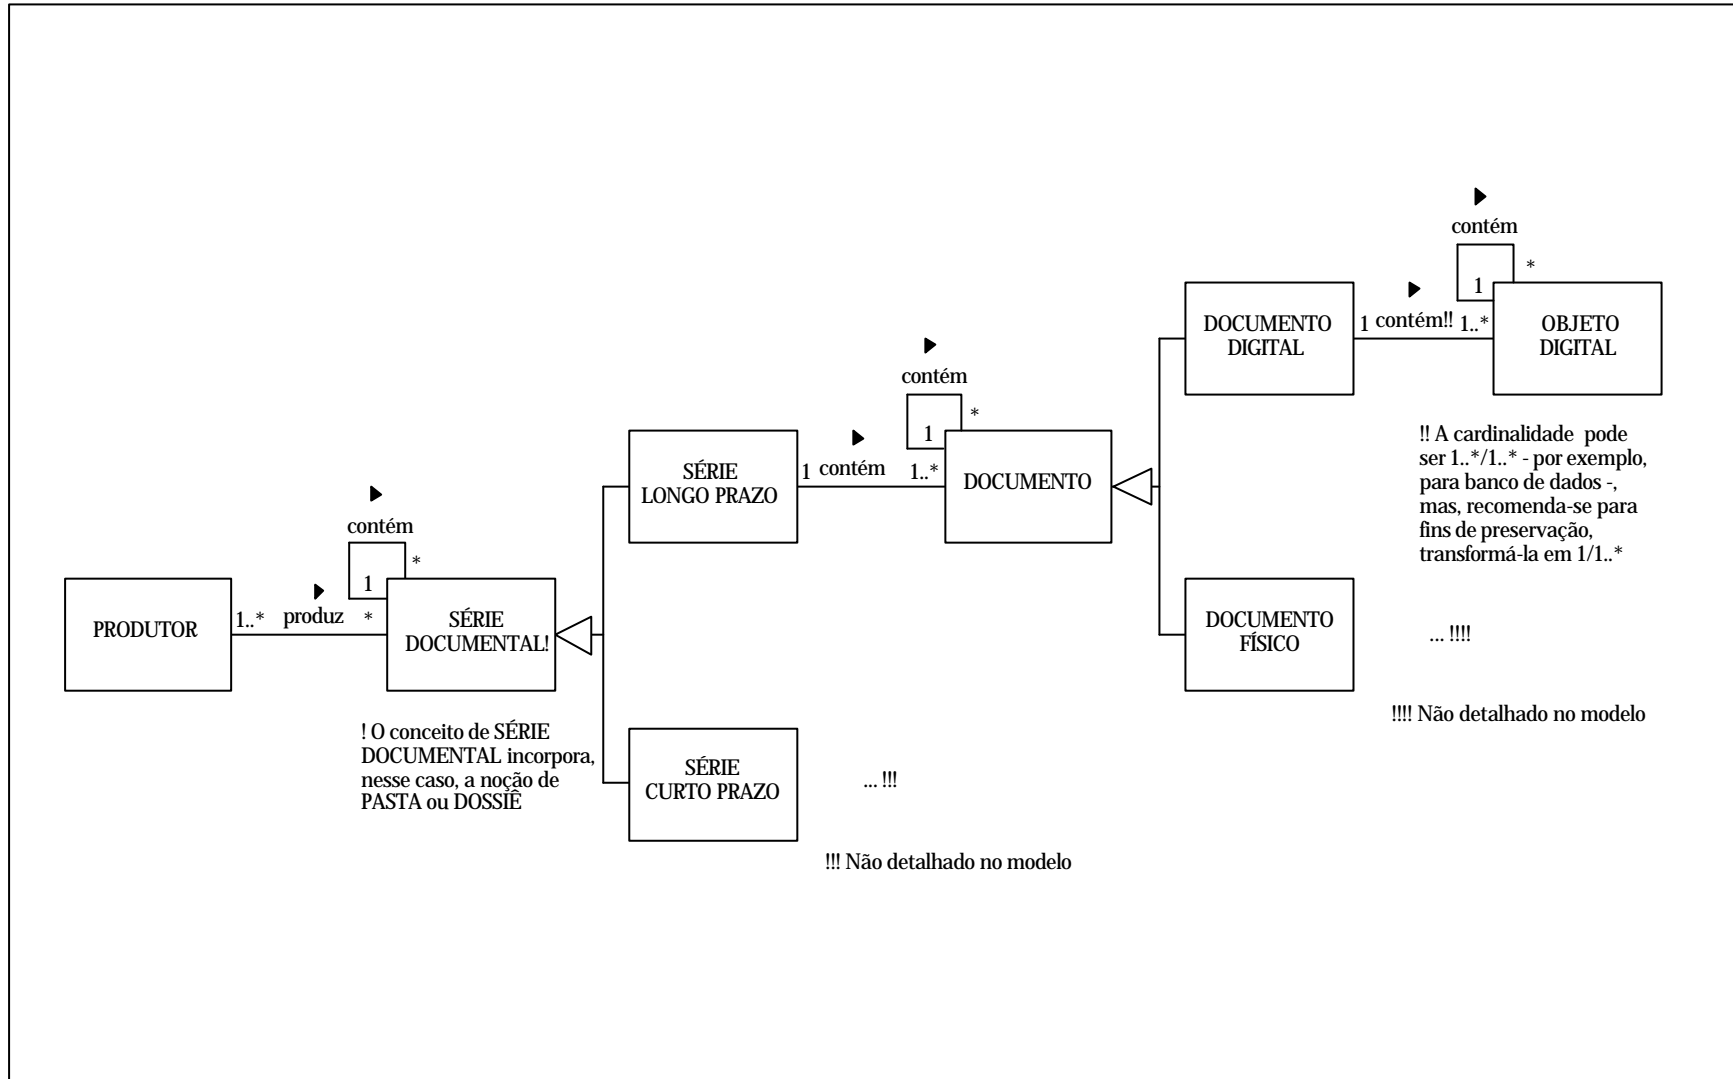 contém
*
1
DOCUMENTO
DIGITAL
1 contém!! 1..*
OBJETO
DIGITAL
contém
*
1
!! A cardinalidade pode
ser 1..*/1..* - por exemplo,
para banco de dados -,
mas, recomenda-se para
fins de preservação,
transformá-la em 1/1..*
SÉRIE
LONGO PRAZO
1 contém 1..*
DOCUMENTO
contém
*
1
PRODUTOR
1..* produz *
SÉRIE
DOCUMENTAL!
DOCUMENTO
FÍSICO
... !!!!
!!!! Não detalhado no modelo
! O conceito de SÉRIE
DOCUMENTAL incorpora,
nesse caso, a noção de
PASTA ou DOSSIÊ
SÉRIE
CURTO PRAZO
... !!!
!!! Não detalhado no modelo